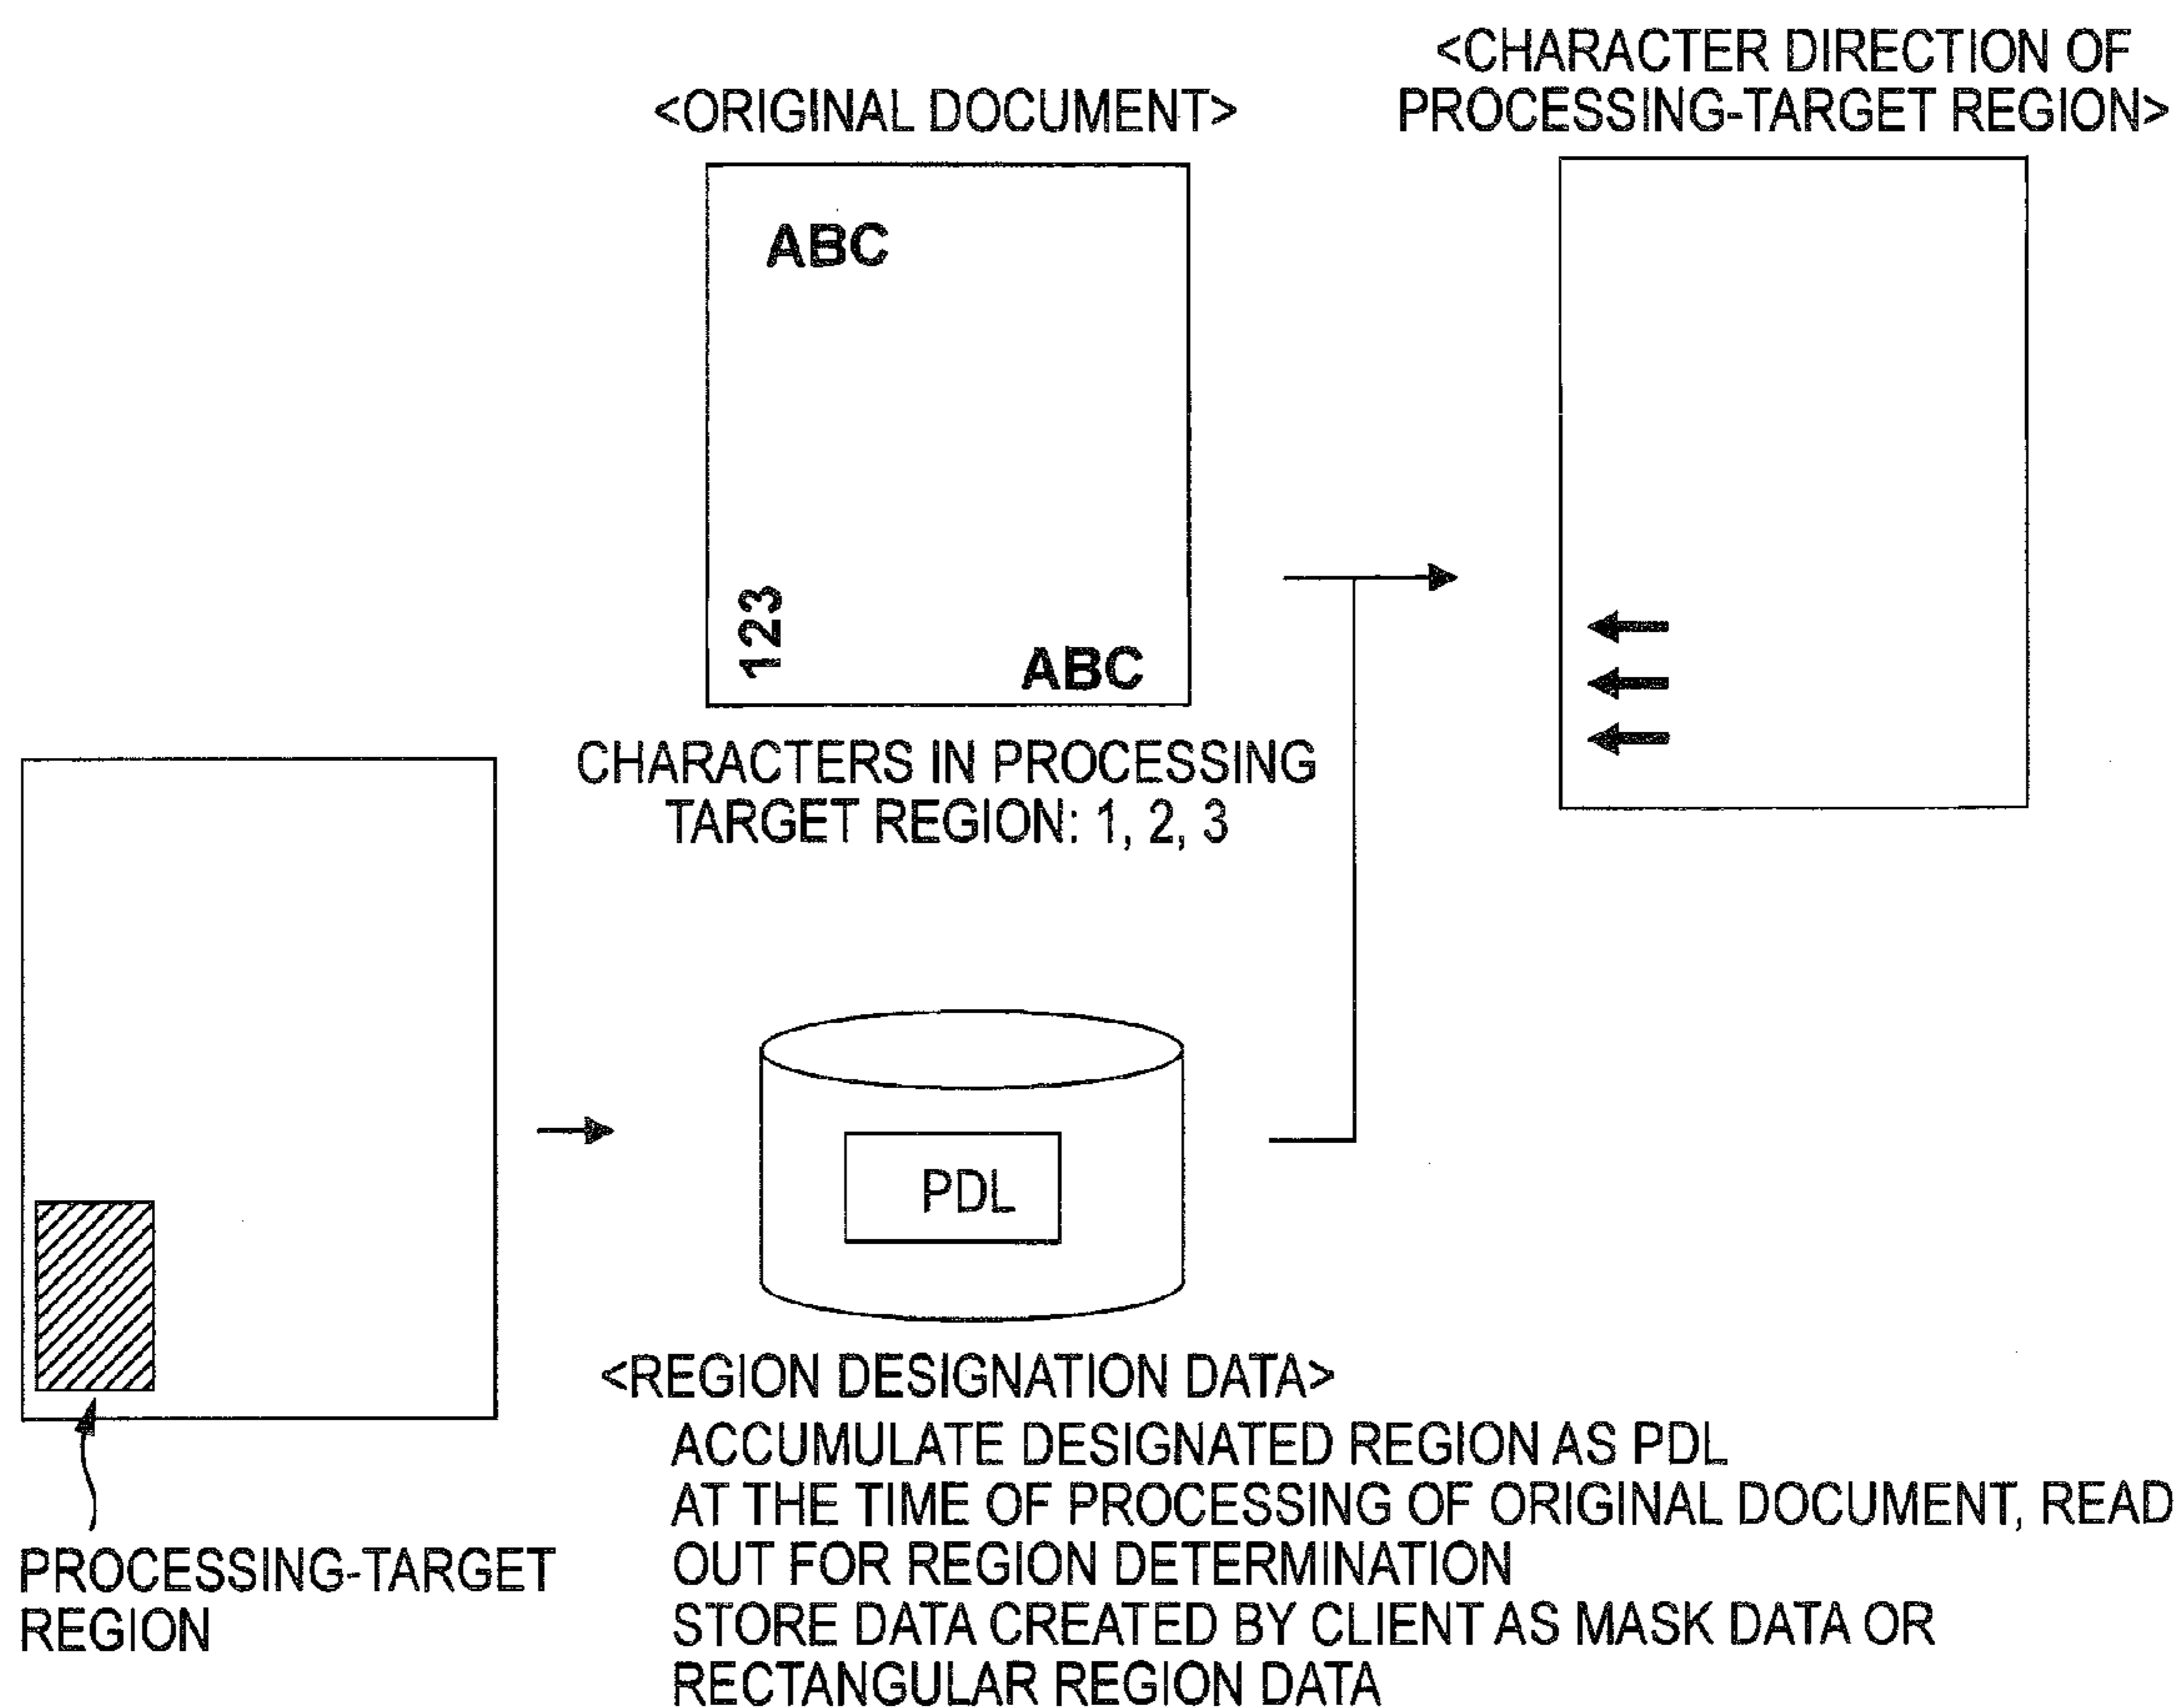 <CHARACTER DIRECTION OF
PROCESSING-TARGET REGION>
<ORIGINAL DOCUMENT>
ABC
123
ABC
CHARACTERS IN PROCESSING
TARGET REGION: 1, 2, 3
PDL
<REGION DESIGNATION DATA>
ACCUMULATE DESIGNATED REGION AS PDL
AT THE TIME OF PROCESSING OF ORIGINAL DOCUMENT, READ
OUT FOR REGION DETERMINATION
STORE DATA CREATED BY CLIENT AS MASK DATA OR
RECTANGULAR REGION DATA
PROCESSING-TARGET
REGION